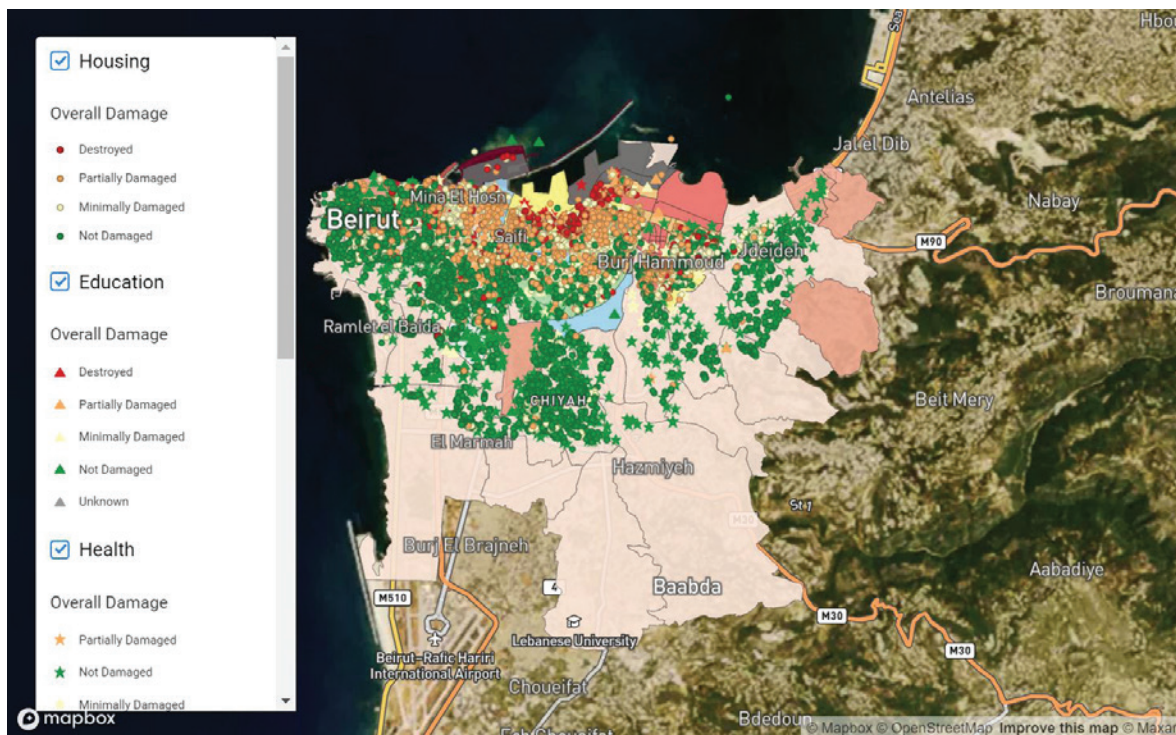 Housing
Overall Damage
Destroyed
Partially Damaged
Minimally Damaged
Not Damaged
Education
Overall Damage
Destroyed
Partially Damaged
Minimally Damaged
Not Damaged
Unknown
Health
Overall Damage
Partially Damaged
Not Damaged
Minimally Damaged
mapbox
Sea
Antelias
Jal el Dib
Nabay
M90
Mina El Hosn
Beirut
Saifi
Jdeideh
Burj Hammoud
Broumana
Ramlet el Baida
CHIYAH
Beit Mery
El Marmah
Hazmiyeh
M30
Burj El Brajneh
Aabadiye
4
Baabda
M510
M30
Lebanese University
M30
Beirut–Rafic Hariri
International Airport
Choueifat
Bdedoun
© Mapbox © OpenStreetMap Improve this map © Maxar